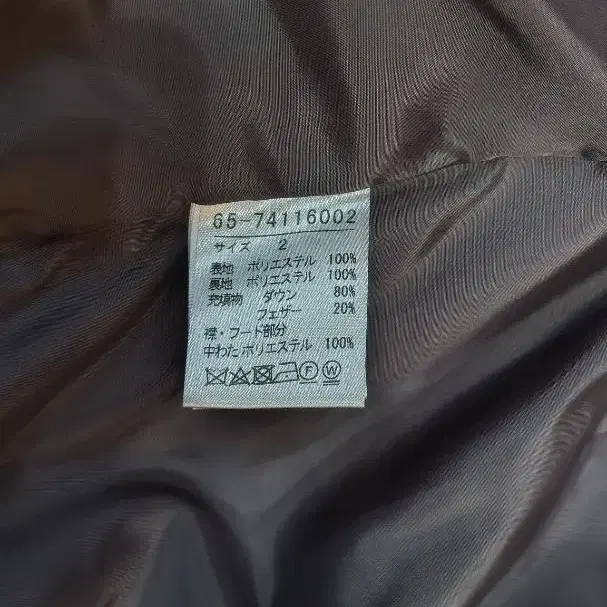 65-74116002
サイズ 2
表地 ポリエステル 100%
裏地 ポリエステル 100%
充填物 ダウン 80%
フェザー 20%
襟・フード部分
中わた ポリエステル 100%
F W